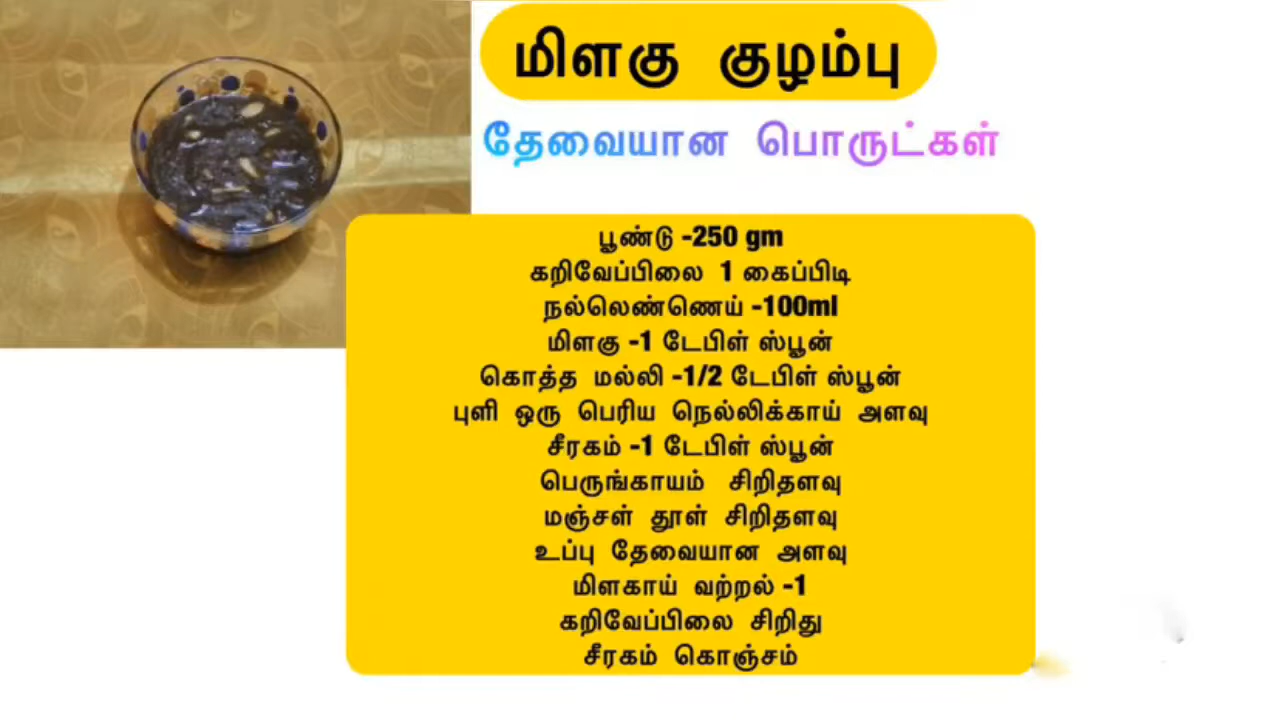 மிளகு குழம்பு
தேவையான பொருட்கள்
பூண்டு -250 gm
கறிவேப்பிலை 1 கைப்பிடி
நல்லெண்ணெய் -100ml
மிளகு -1 டேபிள் ஸ்பூன்
கொத்த மல்லி -1/2 டேபிள் ஸ்பூன்
புளி ஒரு பெரிய நெல்லிக்காய் அளவு
சீரகம் -1 டேபிள் ஸ்பூன்
பெருங்காயம் சிறிதளவு
மஞ்சள் தூள் சிறிதளவு
உப்பு தேவையான அளவு
மிளகாய் வற்றல் -1
கறிவேப்பிலை சிறிது
சீரகம் கொஞ்சம்